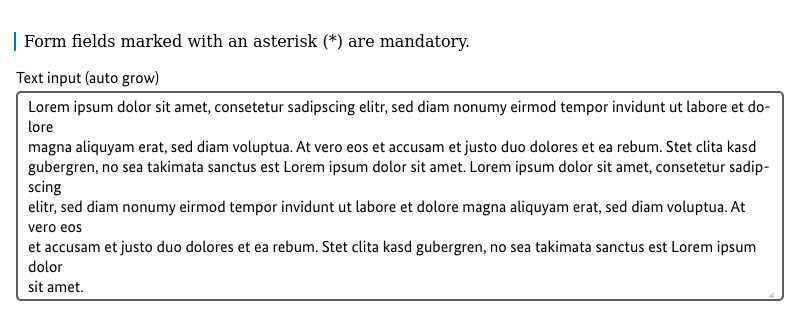 Form fields marked with an asterisk (*) are mandatory.
Text input (auto grow)
Lorem ipsum dolor sit amet, consetetur sadipscing elitr, sed diam nonumy eirmod tempor invidunt ut labore et do-
lore
magna aliquyam erat, sed diam voluptua. At vero eos et accusam et justo duo dolores et ea rebum. Stet clita kasd
gubergren, no sea takimata sanctus est Lorem ipsum dolor sit amet. Lorem ipsum dolor sit amet, consetetur sadip-
scing
elitr, sed diam nonumy eirmod tempor invidunt ut labore et dolore magna aliquyam erat, sed diam voluptua. At
vero eos
et accusam et justo duo dolores et ea rebum. Stet clita kasd gubergren, no sea takimata sanctus est Lorem ipsum
dolor
sit amet.